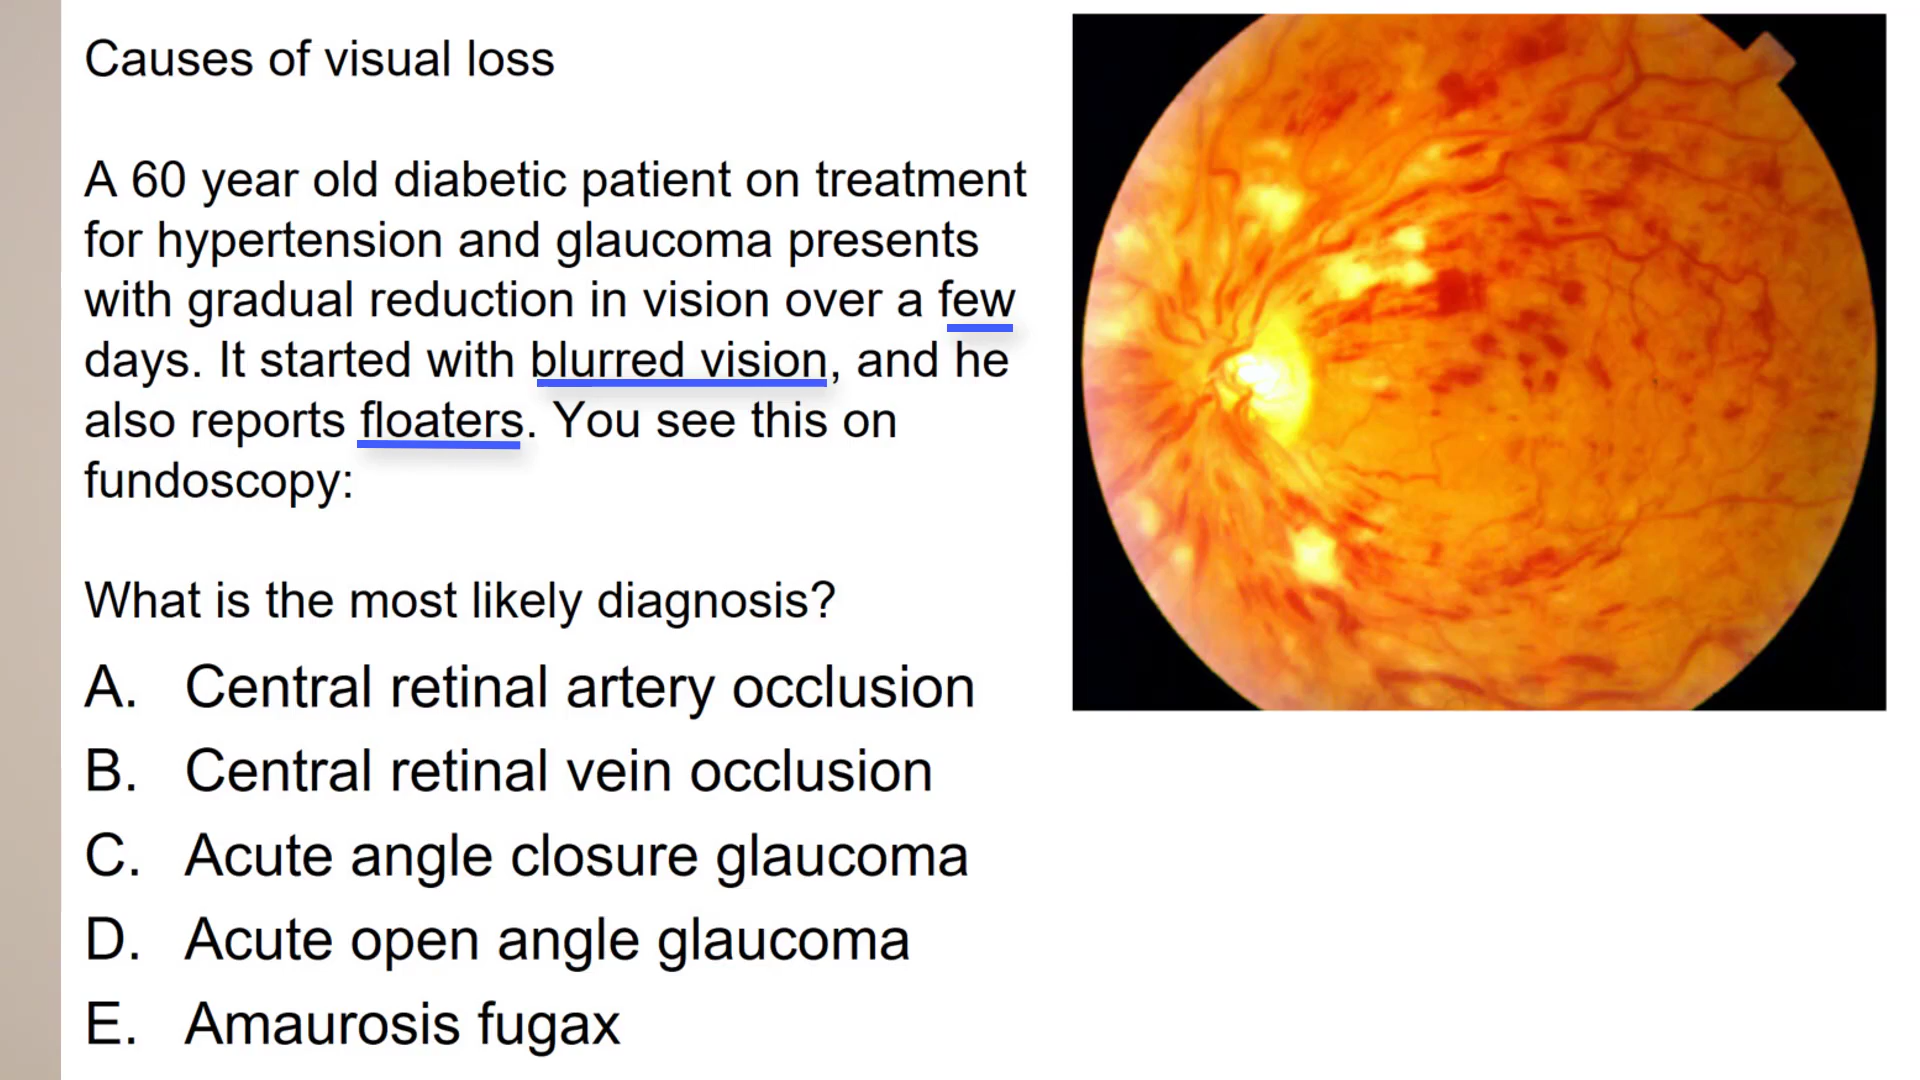 Causes of visual loss
A 60 year old diabetic patient on treatment
for hypertension and glaucoma presents
with gradual reduction in vision over a few
days. It started with blurred vision, and he
also reports floaters. You see this on
fundoscopy:
What is the most likely diagnosis?
A. Central retinal artery occlusion
B. Central retinal vein occlusion
C. Acute angle closure glaucoma
D. Acute open angle glaucoma
E. Amaurosis fugax